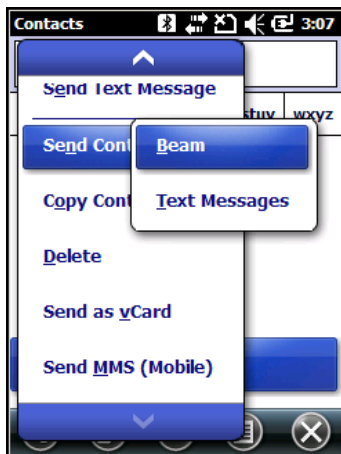 Contacts 3:07
Send Text Message
stuv wxyz
Send Cont
Beam
Copy Cont
Text Messages
Delete
Send as vCard
Send MMS (Mobile)